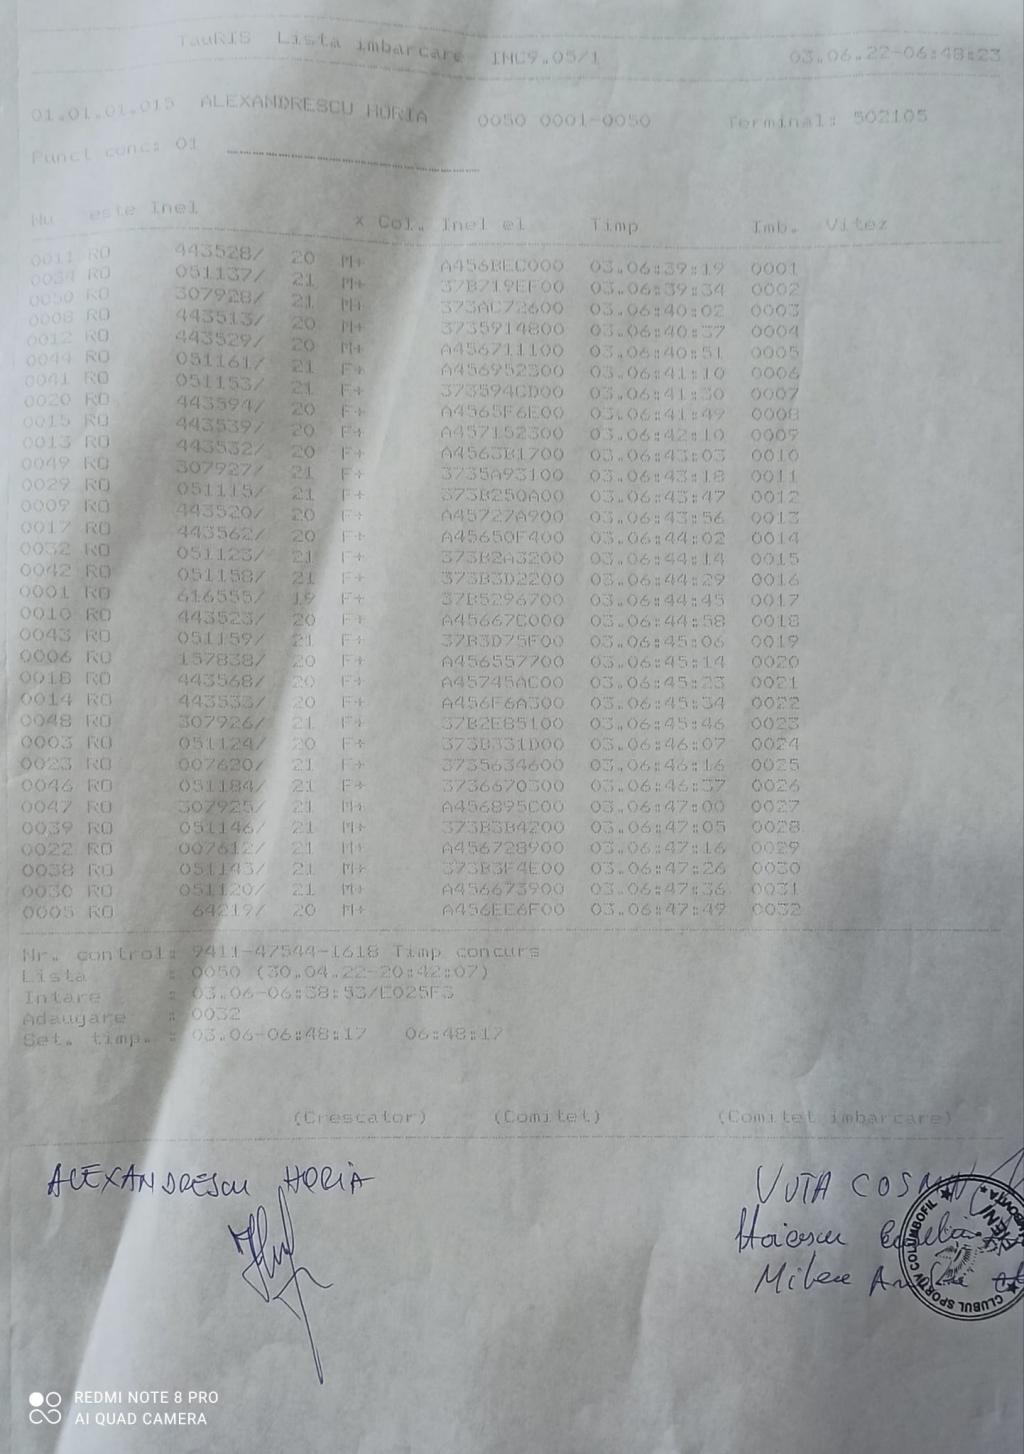 TauRIS Lista imbarcare INC9.05/1 03.06.22-06:48:23
01.01.01.015 ALEXANDRESCU HORIA 0050 0001-0050 Terminal: 502105
Punct conc: 01
Nu este Inel x Col. Inel el Timp Imb. Vitez
0011 RO 443528/ 20 M+ A456BEC000 03.06:39:19 0001
0034 RO 051137/ 21 M+ 37B719EF00 03.06:39:34 0002
0050 RO 307928/ 21 M+ 373AC72600 03.06:40:02 0003
0008 RO 443513/ 20 M+ 3735914800 03.06:40:37 0004
0012 RO 443529/ 20 M+ A456711100 03.06:40:51 0005
0044 RO 051161/ 21 F+ A456952300 03.06:41:10 0006
0041 RO 051153/ 21 F+ 373594CD00 03.06:41:30 0007
0020 RO 443594/ 20 F+ A4565F6E00 03.06:41:49 0008
0015 RO 443539/ 20 F+ A457152300 03.06:42:10 0009
0013 RO 443532/ 20 F+ A4563B1700 03.06:43:03 0010
0049 RO 307927/ 21 F+ 3735A93100 03.06:43:18 0011
0029 RO 051115/ 21 F+ 373B250A00 03.06:43:47 0012
0009 RO 443520/ 20 F+ A45727A900 03.06:43:56 0013
0017 RO 443562/ 20 F+ A45650F400 03.06:44:02 0014
0032 RO 051123/ 21 F+ 373B2A3200 03.06:44:14 0015
0042 RO 051158/ 21 F+ 373B3D2200 03.06:44:29 0016
0001 RO 616555/ 19 F+ 37B5296700 03.06:44:45 0017
0010 RO 443523/ 20 F+ A45667C000 03.06:44:58 0018
0043 RO 051159/ 21 F+ 37B3D75F00 03.06:45:06 0019
0006 RO 157838/ 20 F+ A456557700 03.06:45:14 0020
0018 RO 443568/ 20 F+ A45745AC00 03.06:45:23 0021
0014 RO 443533/ 20 F+ A456F6A300 03.06:45:34 0022
0048 RO 307926/ 21 F+ 37B2E85100 03.06:45:46 0023
0003 RO 051124/ 20 F+ 373B331D00 03.06:46:07 0024
0023 RO 007620/ 21 F+ 3735634600 03.06:46:16 0025
0046 RO 051184/ 21 F+ 3736670300 03.06:46:37 0026
0047 RO 307925/ 21 M+ A456895C00 03.06:47:00 0027
0039 RO 051146/ 21 M+ 373B3B4200 03.06:47:05 0028
0022 RO 007612/ 21 M+ A456728900 03.06:47:16 0029
0038 RO 051143/ 21 M+ 373B3F4E00 03.06:47:26 0030
0030 RO 051120/ 21 M+ A456673900 03.06:47:36 0031
0005 RO 64219/ 20 M+ A456EE6F00 03.06:47:49 0032
Nr. control: 9411-47544-1618 Timp concurs
Lista : 0050 (30.04.22-20:42:07)
Intare : 03.06-06:38:53/E025F3
Adaugare : 0032
Set. timp. : 03.06-06:48:17 06:48:17
(Crescator) (Comitet) (Comitet imbarcare)
ALEXANDRESCU HORIA VUTA COSMIN
CLUBUL SPORTIV COLUMBOFIL
REDMI NOTE 8 PRO
AI QUAD CAMERA